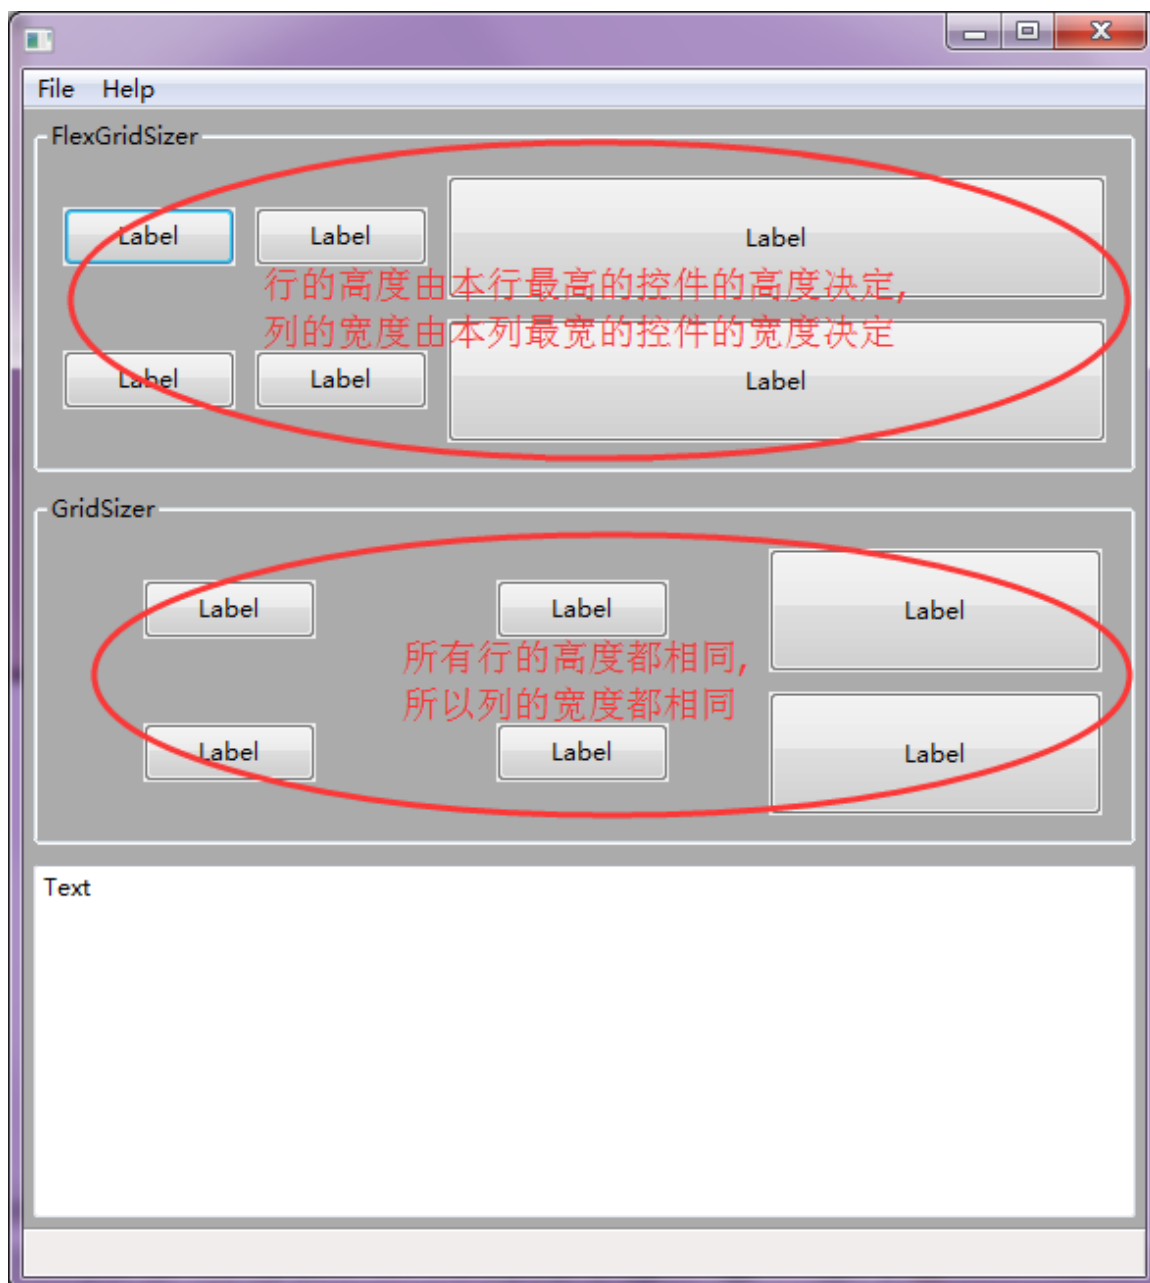 File Help
FlexGridSizer
Label Label Label
行的高度由本行最高的控件的高度决定,
列的宽度由本列最宽的控件的宽度决定
Label Label Label
GridSizer
Label Label Label
所有行的高度都相同,
所以列的宽度都相同
Label Label Label
Text